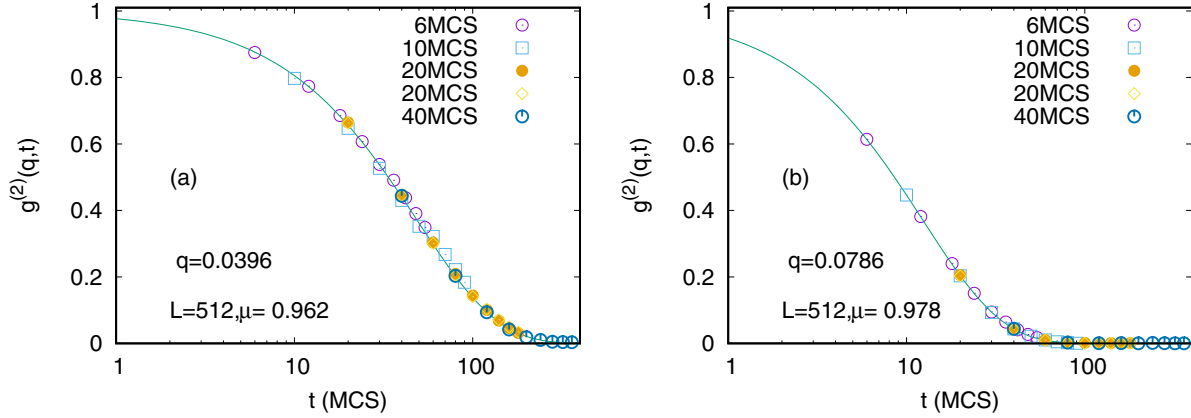 1
0.8
0.6
0.4
0.2
0
1
10
100
g(2)(q,t)
t (MCS)
6MCS
10MCS
20MCS
20MCS
40MCS
(a)
q=0.0396
L=512,μ= 0.962
1
0.8
0.6
0.4
0.2
0
1
10
100
g(2)(q,t)
t (MCS)
6MCS
10MCS
20MCS
20MCS
40MCS
(b)
q=0.0786
L=512,μ= 0.978